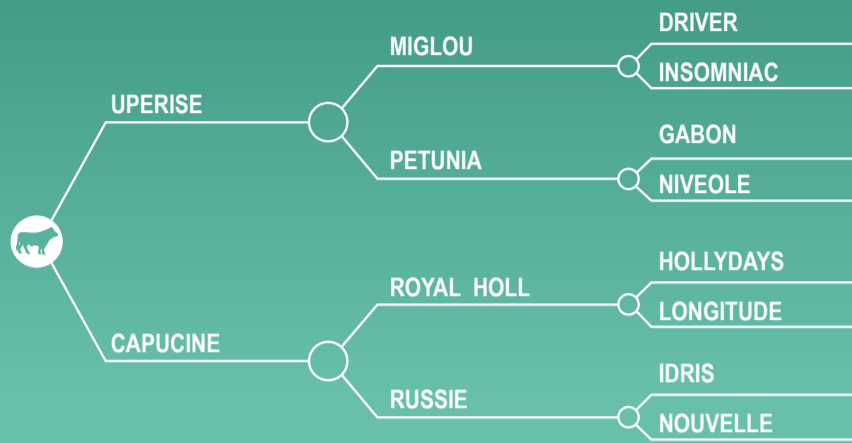 DRIVER
MIGLOU
INSOMNIAC
UPERISE
GABON
PETUNIA
NIVEOLE
HOLLYDAYS
ROYAL HOLL
LONGITUDE
CAPUCINE
IDRIS
RUSSIE
NOUVELLE